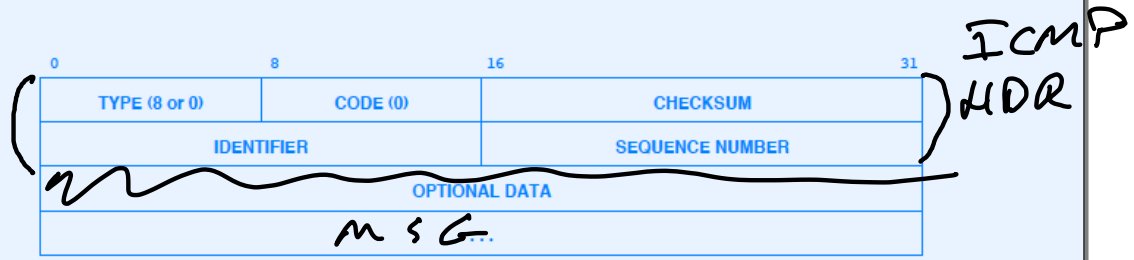 ICMP
HDR
0 8 16 31
TYPE (8 or 0) CODE (0) CHECKSUM
IDENTIFIER SEQUENCE NUMBER
OPTIONAL DATA
MSG...